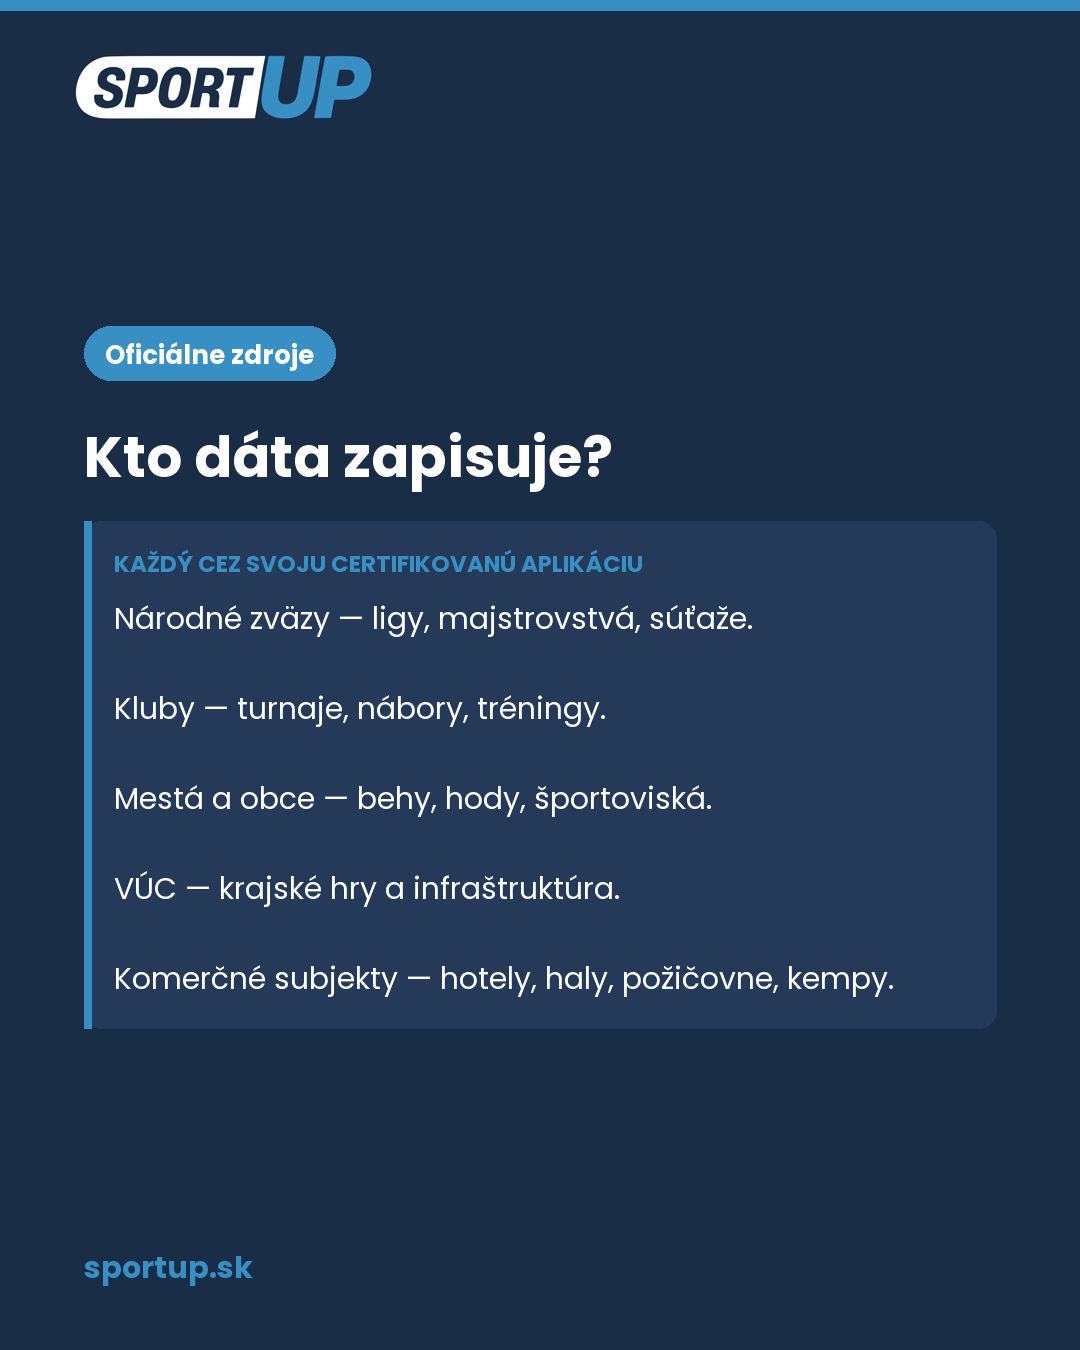 SPORTUP
Oficiálne zdroje
Kto dáta zapisuje?
KAŽDÝ CEZ SVOJU CERTIFIKOVANÚ APLIKÁCIU
Národné zväzy — ligy, majstrovstvá, súťaže.
Kluby — turnaje, nábory, tréningy.
Mestá a obce — behy, hody, športoviská.
VÚC — krajské hry a infraštruktúra.
Komerčné subjekty — hotely, haly, požičovne, kempy.
sportup.sk